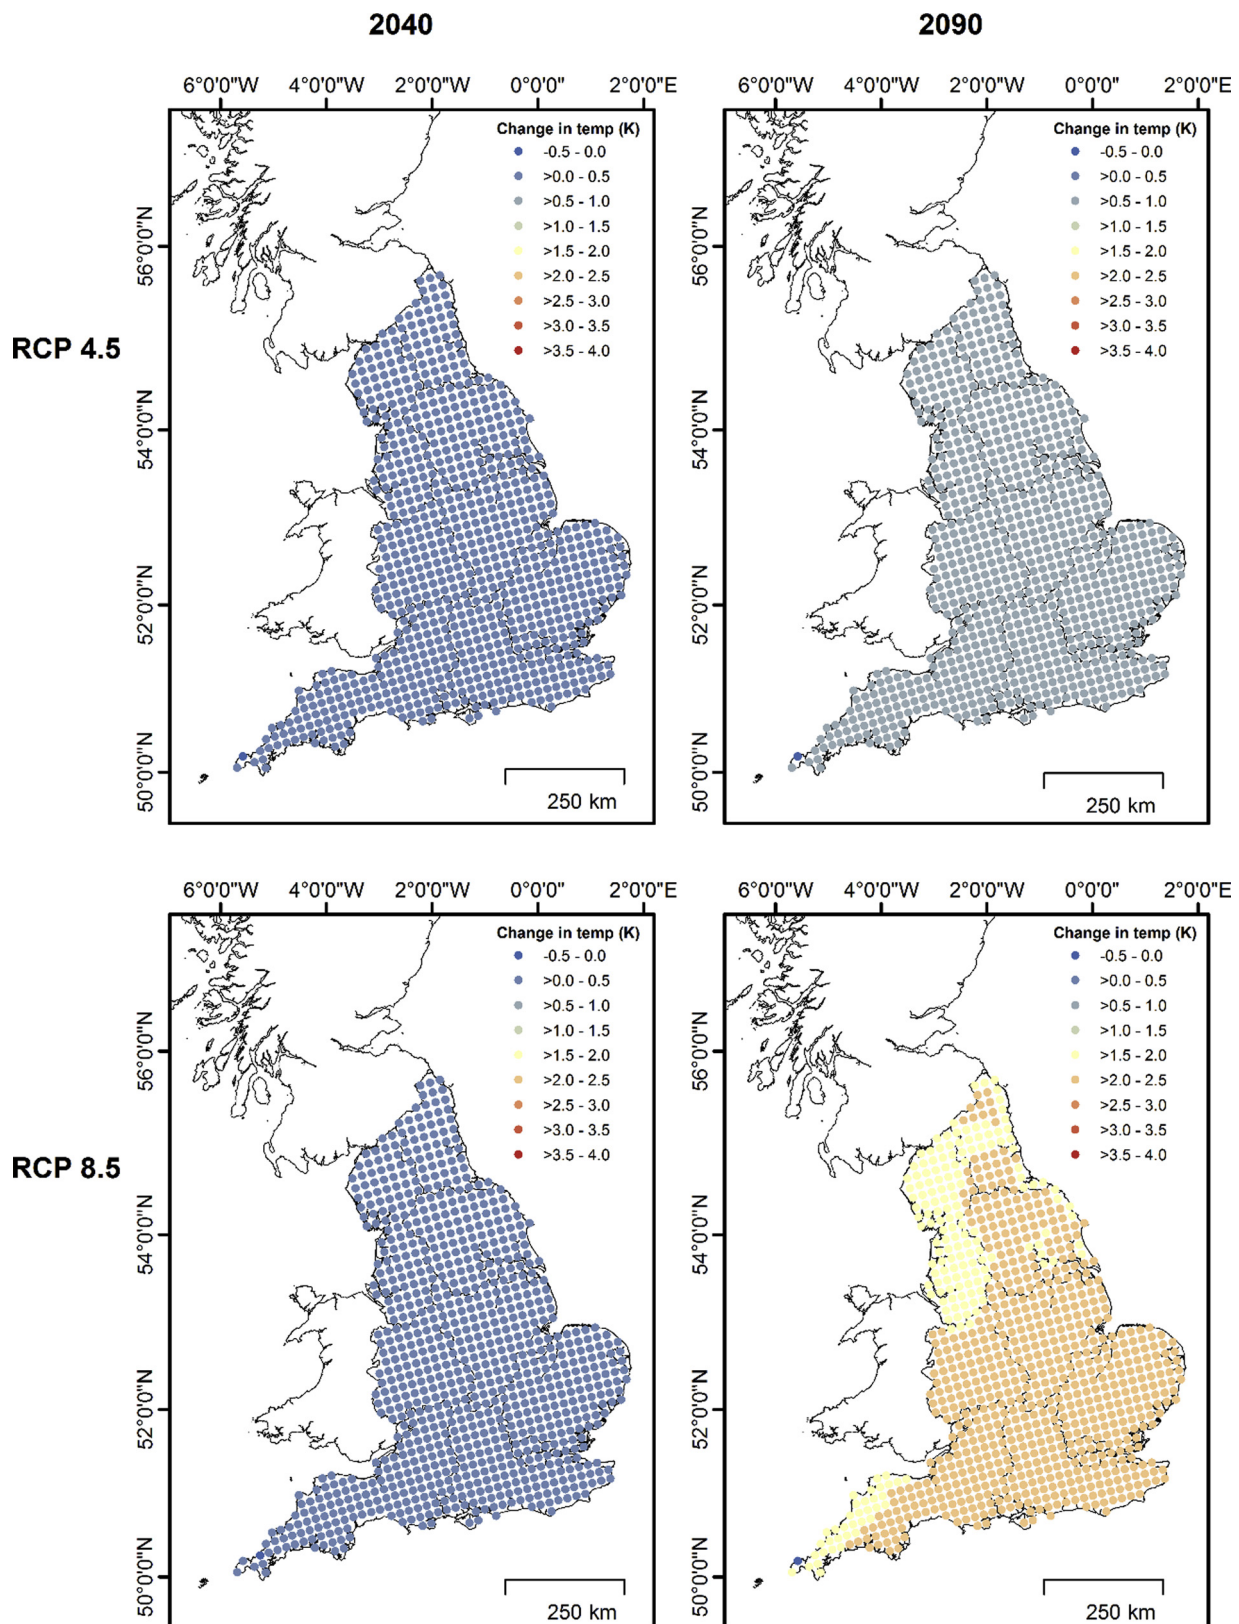 2040 2090
6°0'0"W 4°0'0"W 2°0'0"W 0°0'0" 2°0'0"E 6°0'0"W 4°0'0"W 2°0'0"W 0°0'0" 2°0'0"E
RCP 4.5
56°0'0"N
54°0'0"N
52°0'0"N
50°0'0"N
Change in temp (K)
-0.5 - 0.0
>0.0 - 0.5
>0.5 - 1.0
>1.0 - 1.5
>1.5 - 2.0
>2.0 - 2.5
>2.5 - 3.0
>3.0 - 3.5
>3.5 - 4.0
250 km
56°0'0"N
54°0'0"N
52°0'0"N
50°0'0"N
Change in temp (K)
-0.5 - 0.0
>0.0 - 0.5
>0.5 - 1.0
>1.0 - 1.5
>1.5 - 2.0
>2.0 - 2.5
>2.5 - 3.0
>3.0 - 3.5
>3.5 - 4.0
250 km
6°0'0"W 4°0'0"W 2°0'0"W 0°0'0" 2°0'0"E 6°0'0"W 4°0'0"W 2°0'0"W 0°0'0" 2°0'0"E
RCP 8.5
56°0'0"N
54°0'0"N
52°0'0"N
50°0'0"N
Change in temp (K)
-0.5 - 0.0
>0.0 - 0.5
>0.5 - 1.0
>1.0 - 1.5
>1.5 - 2.0
>2.0 - 2.5
>2.5 - 3.0
>3.0 - 3.5
>3.5 - 4.0
250 km
56°0'0"N
54°0'0"N
52°0'0"N
50°0'0"N
Change in temp (K)
-0.5 - 0.0
>0.0 - 0.5
>0.5 - 1.0
>1.0 - 1.5
>1.5 - 2.0
>2.0 - 2.5
>2.5 - 3.0
>3.0 - 3.5
>3.5 - 4.0
250 km